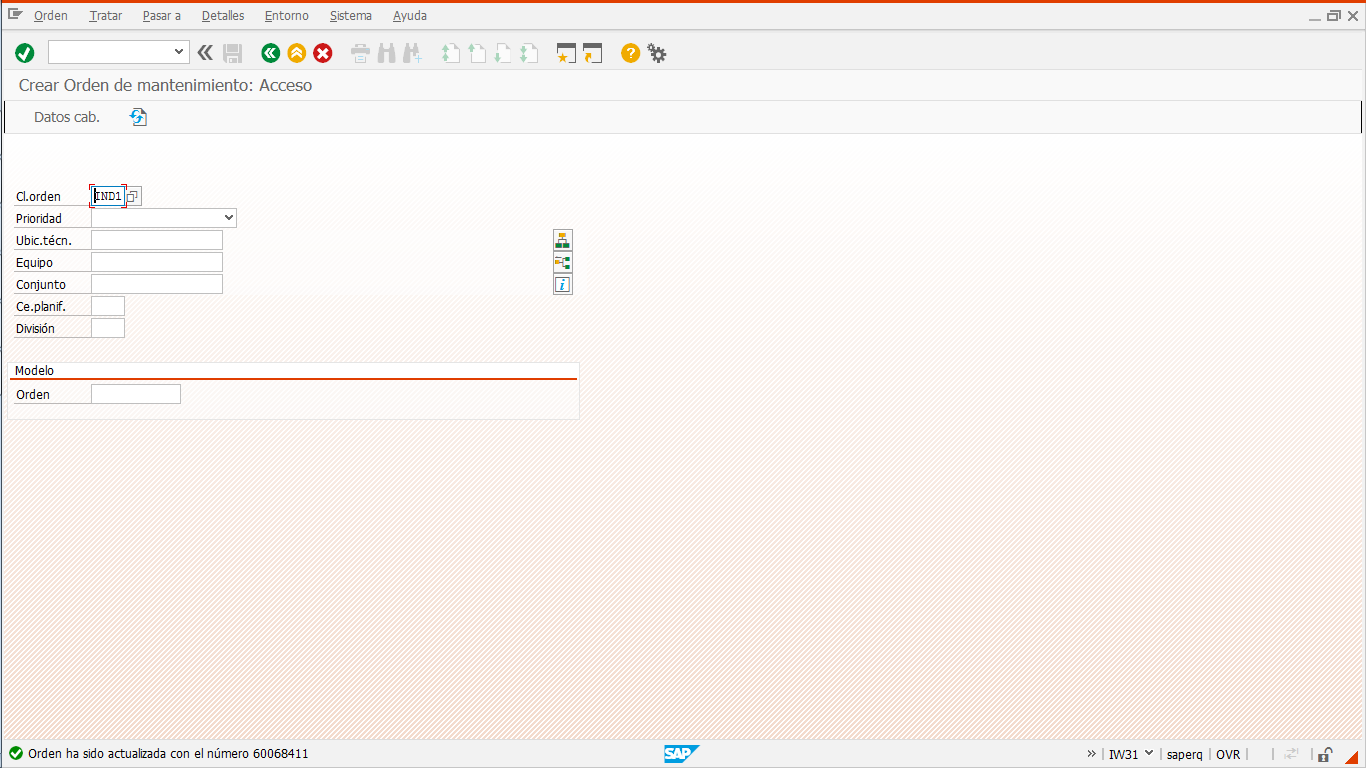 Orden Tratar Pasar a Detalles Entorno Sistema Ayuda
Crear Orden de mantenimiento: Acceso
Datos cab.
Cl.orden IND1
Prioridad
Ubic.técn.
Equipo
Conjunto
Ce.planif.
División
Modelo
Orden
Orden ha sido actualizada con el número 60068411 SAP » IW31 saperq OVR